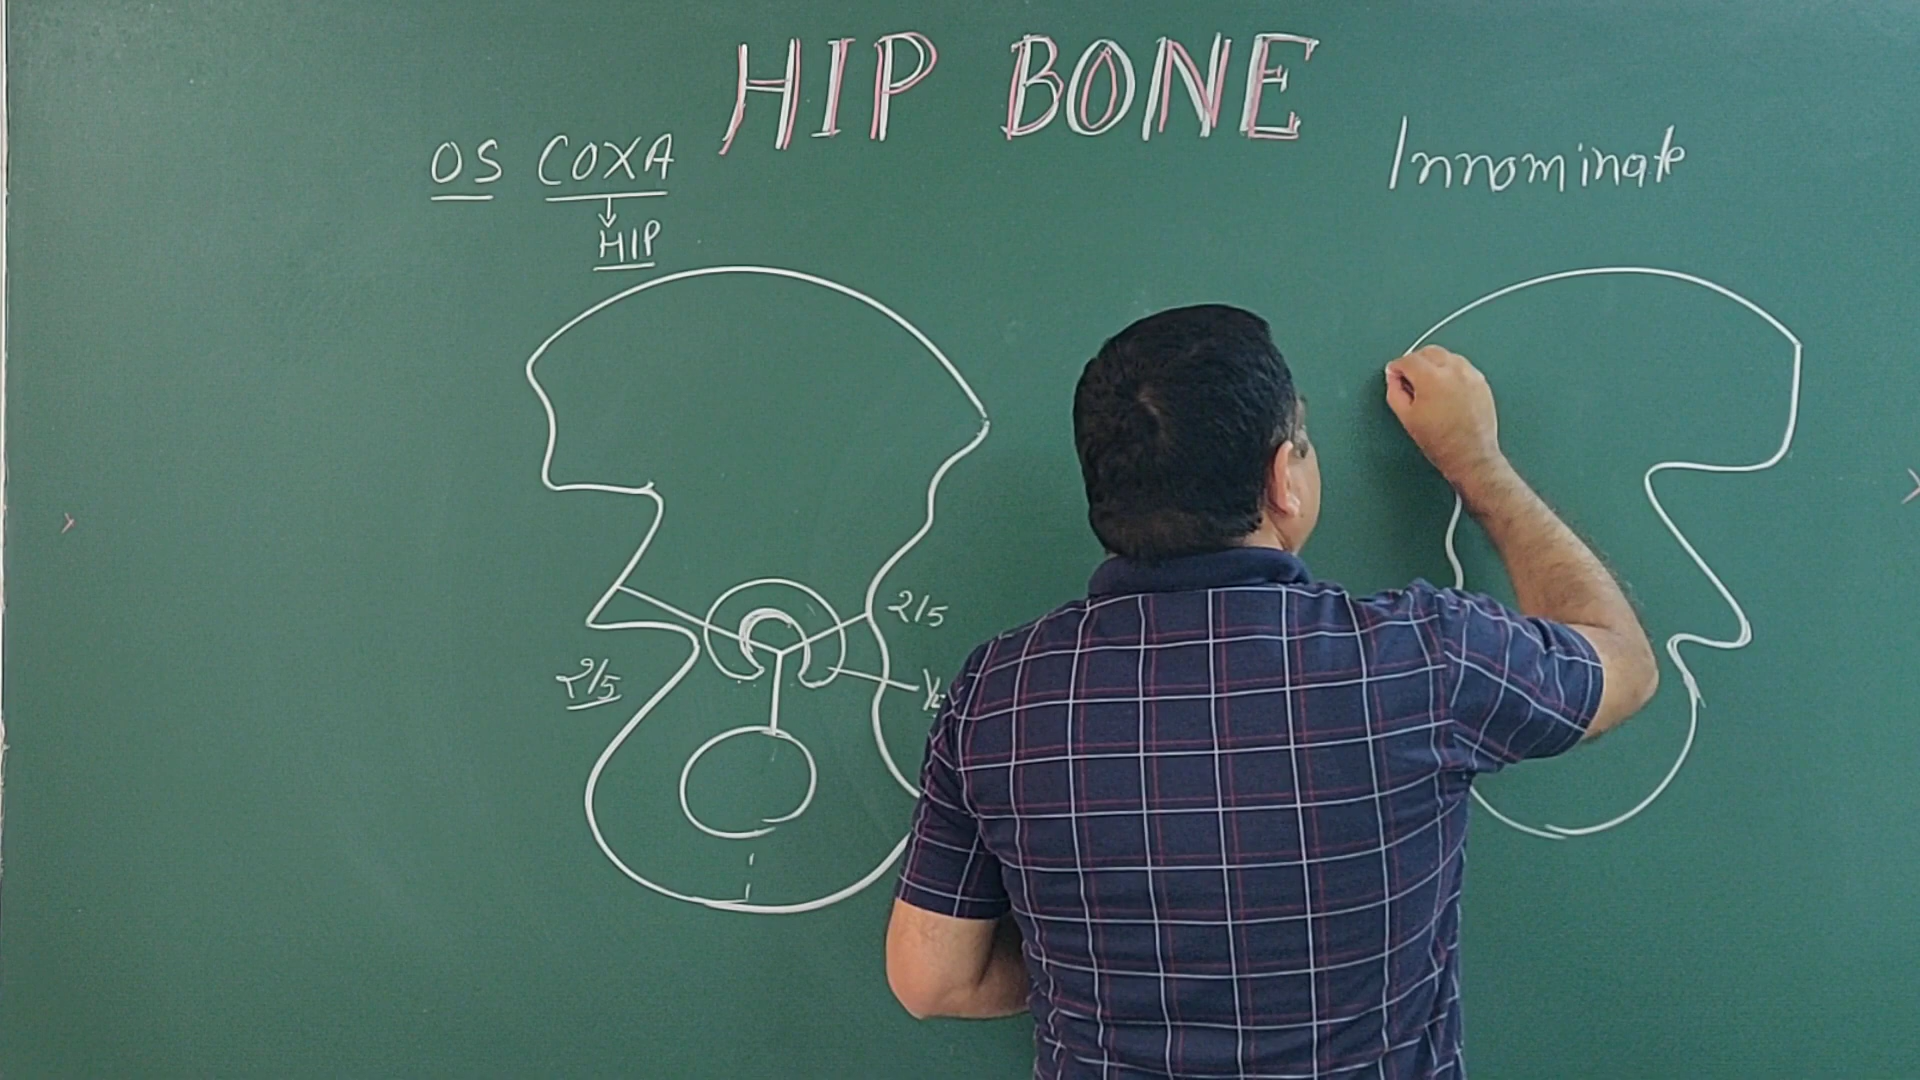 HIP BONE
OS COXA
HIP
Innominate
2/5
2/5